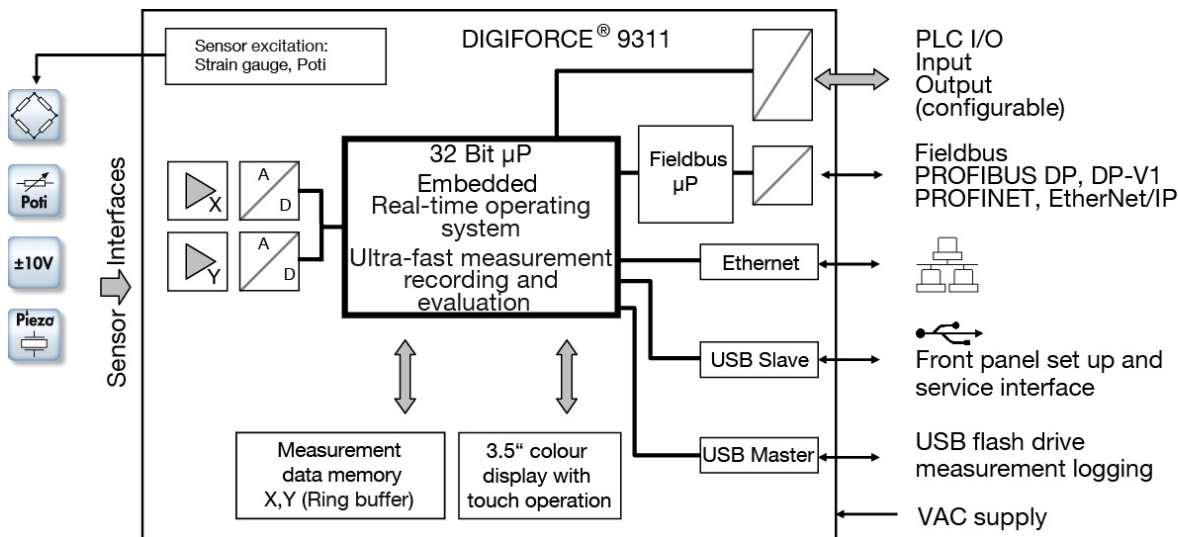 Sensor excitation:
Strain gauge, Poti
DIGIFORCE® 9311
PLC I/O
Input
Output
(configurable)
Poti
±10V
Piezo
Sensor Interfaces
X
A
D
Y
A
D
32 Bit µP
Embedded
Real-time operating
system
Ultra-fast measurement
recording and
evaluation
Fieldbus
µP
Fieldbus
PROFIBUS DP, DP-V1
PROFINET, EtherNet/IP
Ethernet
USB Slave
Front panel set up and
service interface
Measurement
data memory
X,Y (Ring buffer)
3.5“ colour
display with
touch operation
USB Master
USB flash drive
measurement logging
VAC supply